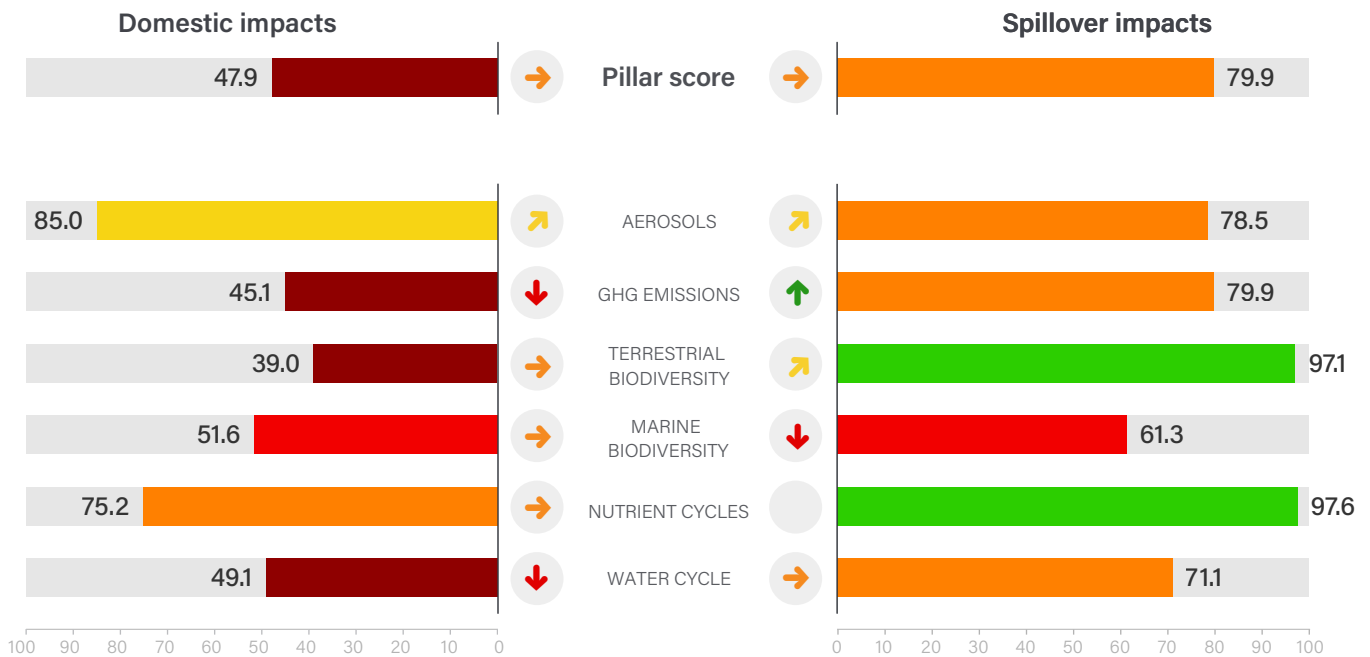 Domestic impacts
Spillover impacts
47.9 Pillar score 79.9
85.0 AEROSOLS 78.5
45.1 GHG EMISSIONS 79.9
39.0 TERRESTRIAL
BIODIVERSITY 97.1
51.6 MARINE
BIODIVERSITY 61.3
75.2 NUTRIENT CYCLES 97.6
49.1 WATER CYCLE 71.1
100 90 80 70 60 50 40 30 20 10 0
0 10 20 30 40 50 60 70 80 90 100